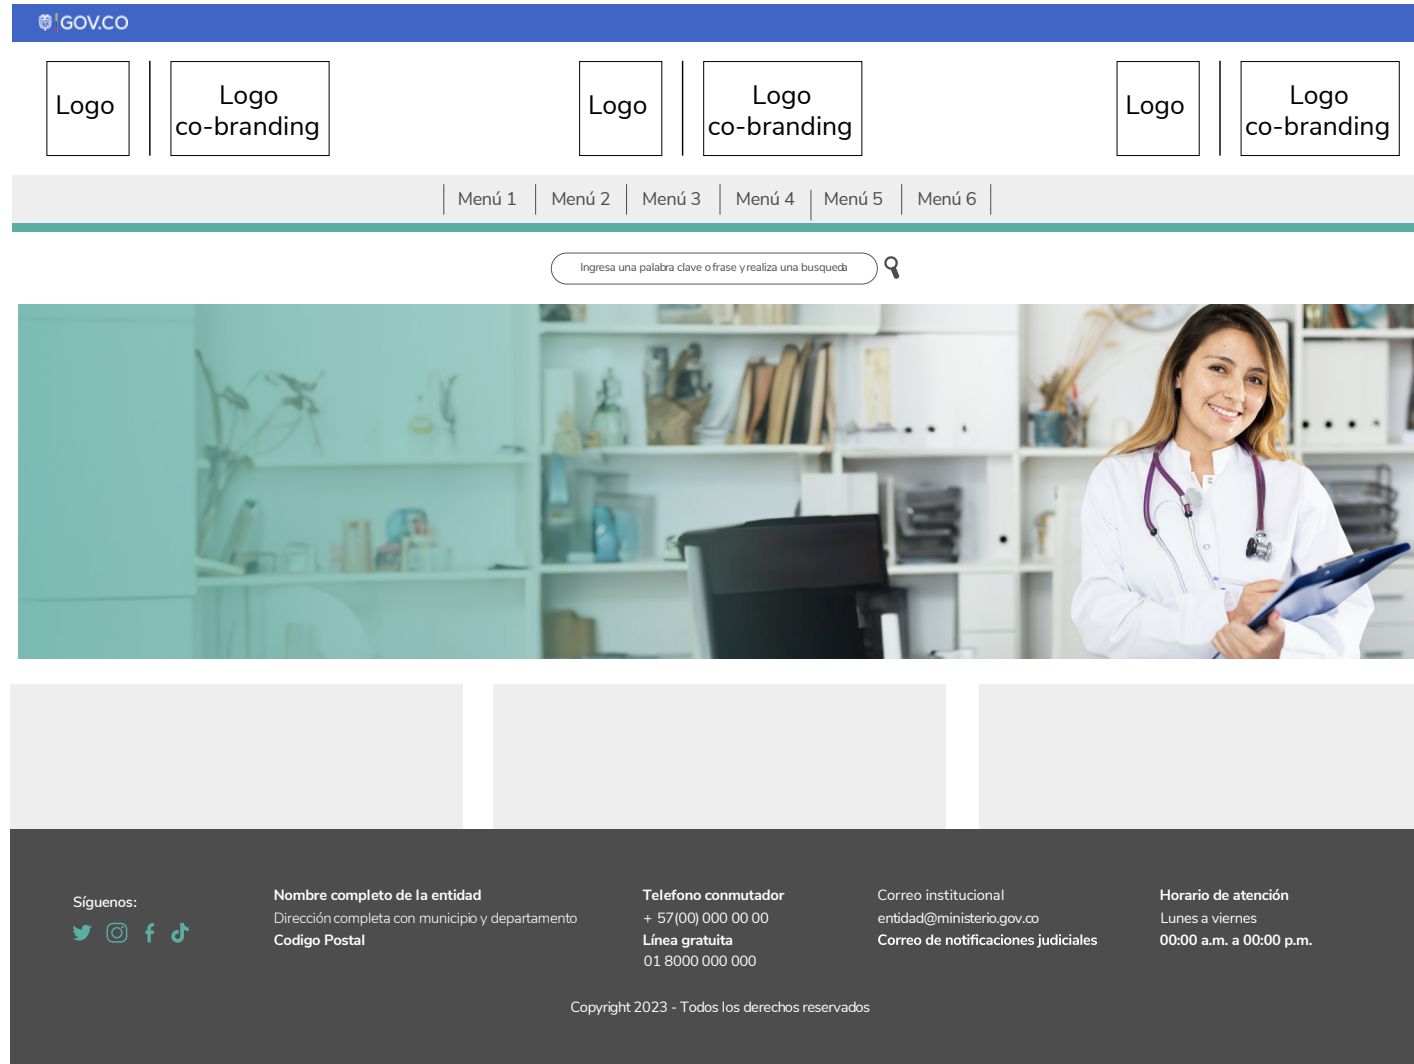 GOV.CO
Logo
Logo
co-branding
Logo
Logo
co-branding
Logo
Logo
co-branding
Menú 1
Menú 2
Menú 3
Menú 4
Menú 5
Menú 6
Ingresa una palabra clave o frase y realiza una busqueda
Síguenos:
Nombre completo de la entidad
Dirección completa con municipio y departamento
Codigo Postal
Telefono conmutador
+ 57(00) 000 00 00
Línea gratuita
01 8000 000 000
Correo institucional
entidad@ministerio.gov.co
Correo de notificaciones judiciales
Horario de atención
Lunes a viernes
00:00 a.m. a 00:00 p.m.
Copyright 2023 - Todos los derechos reservados